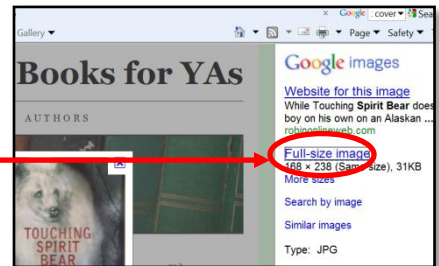 Google : cover Sea
Gallery
Page Safety
Books for YAs
AUTHORS
TOUCHING
SPIRIT
BEAR
Google images
Website for this image
While Touching Spirit Bear does
boy on his own on an Alaskan ...
robinonlineweb.com
Full-size image
168 × 238 (Same size), 31KB
More sizes
Search by image
Similar images
Type: JPG